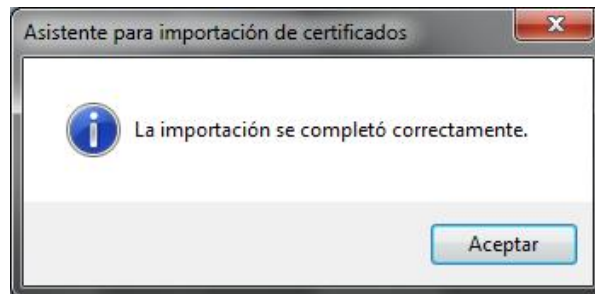 Asistente para importación de certificados
La importación se completó correctamente.
Aceptar